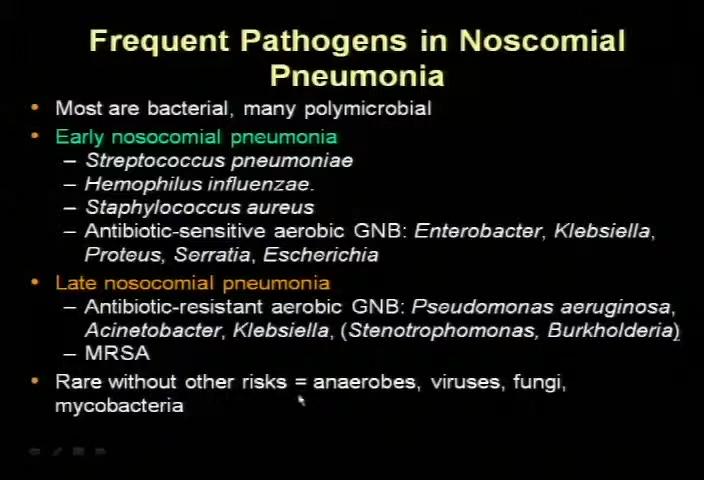 Frequent Pathogens in Noscomial
Pneumonia
• Most are bacterial, many polymicrobial
• Early nosocomial pneumonia
– Streptococcus pneumoniae
– Hemophilus influenzae.
– Staphylococcus aureus
– Antibiotic-sensitive aerobic GNB: Enterobacter, Klebsiella,
Proteus, Serratia, Escherichia
• Late nosocomial pneumonia
– Antibiotic-resistant aerobic GNB: Pseudomonas aeruginosa,
Acinetobacter, Klebsiella, (Stenotrophomonas, Burkholderia)
– MRSA
• Rare without other risks = anaerobes, viruses, fungi,
mycobacteria